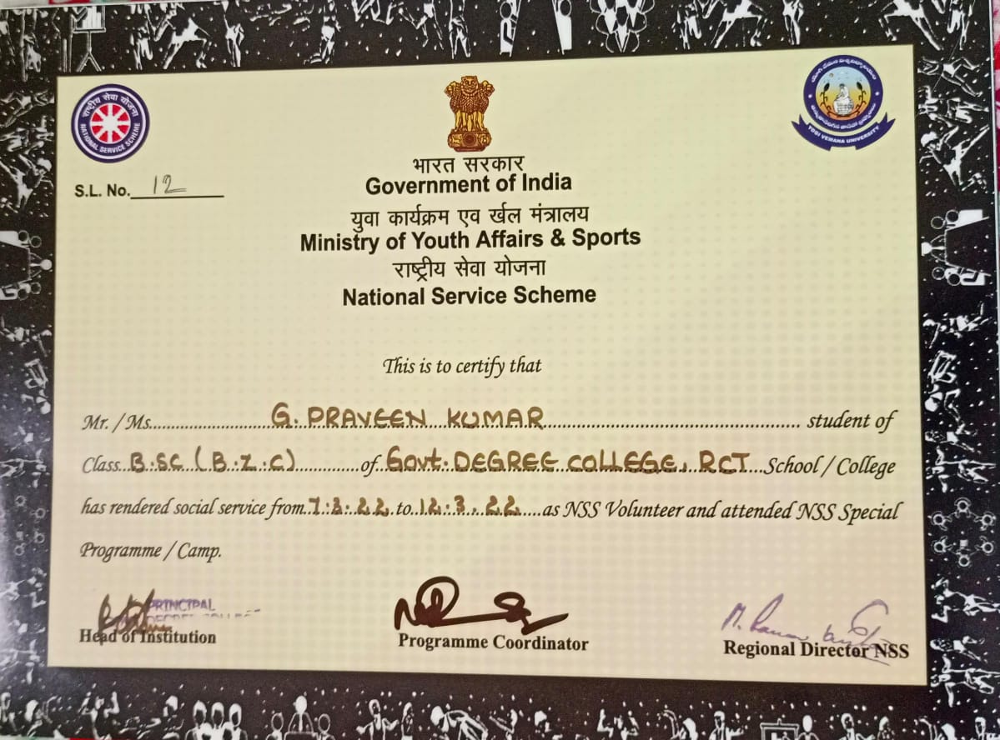 राष्ट्रीय सेवा योजना
NATIONAL SERVICE SCHEME
YOGI VEMANA UNIVERSITY
S.L. No. 12
भारत सरकार
Government of India
युवा कार्यक्रम एव र्खल मंत्रालय
Ministry of Youth Affairs & Sports
राष्ट्रीय सेवा योजना
National Service Scheme
This is to certify that
Mr. / Ms. G. PRAVEEN KUMAR student of
Class B.SC (B.Z.C) of Govt. DEGREE COLLEGE, RCT School / College
has rendered social service from 7.3.22 to 12.3.22 as NSS Volunteer and attended NSS Special
Programme / Camp.
PRINCIPAL
Head of Institution
Programme Coordinator
Regional Director NSS